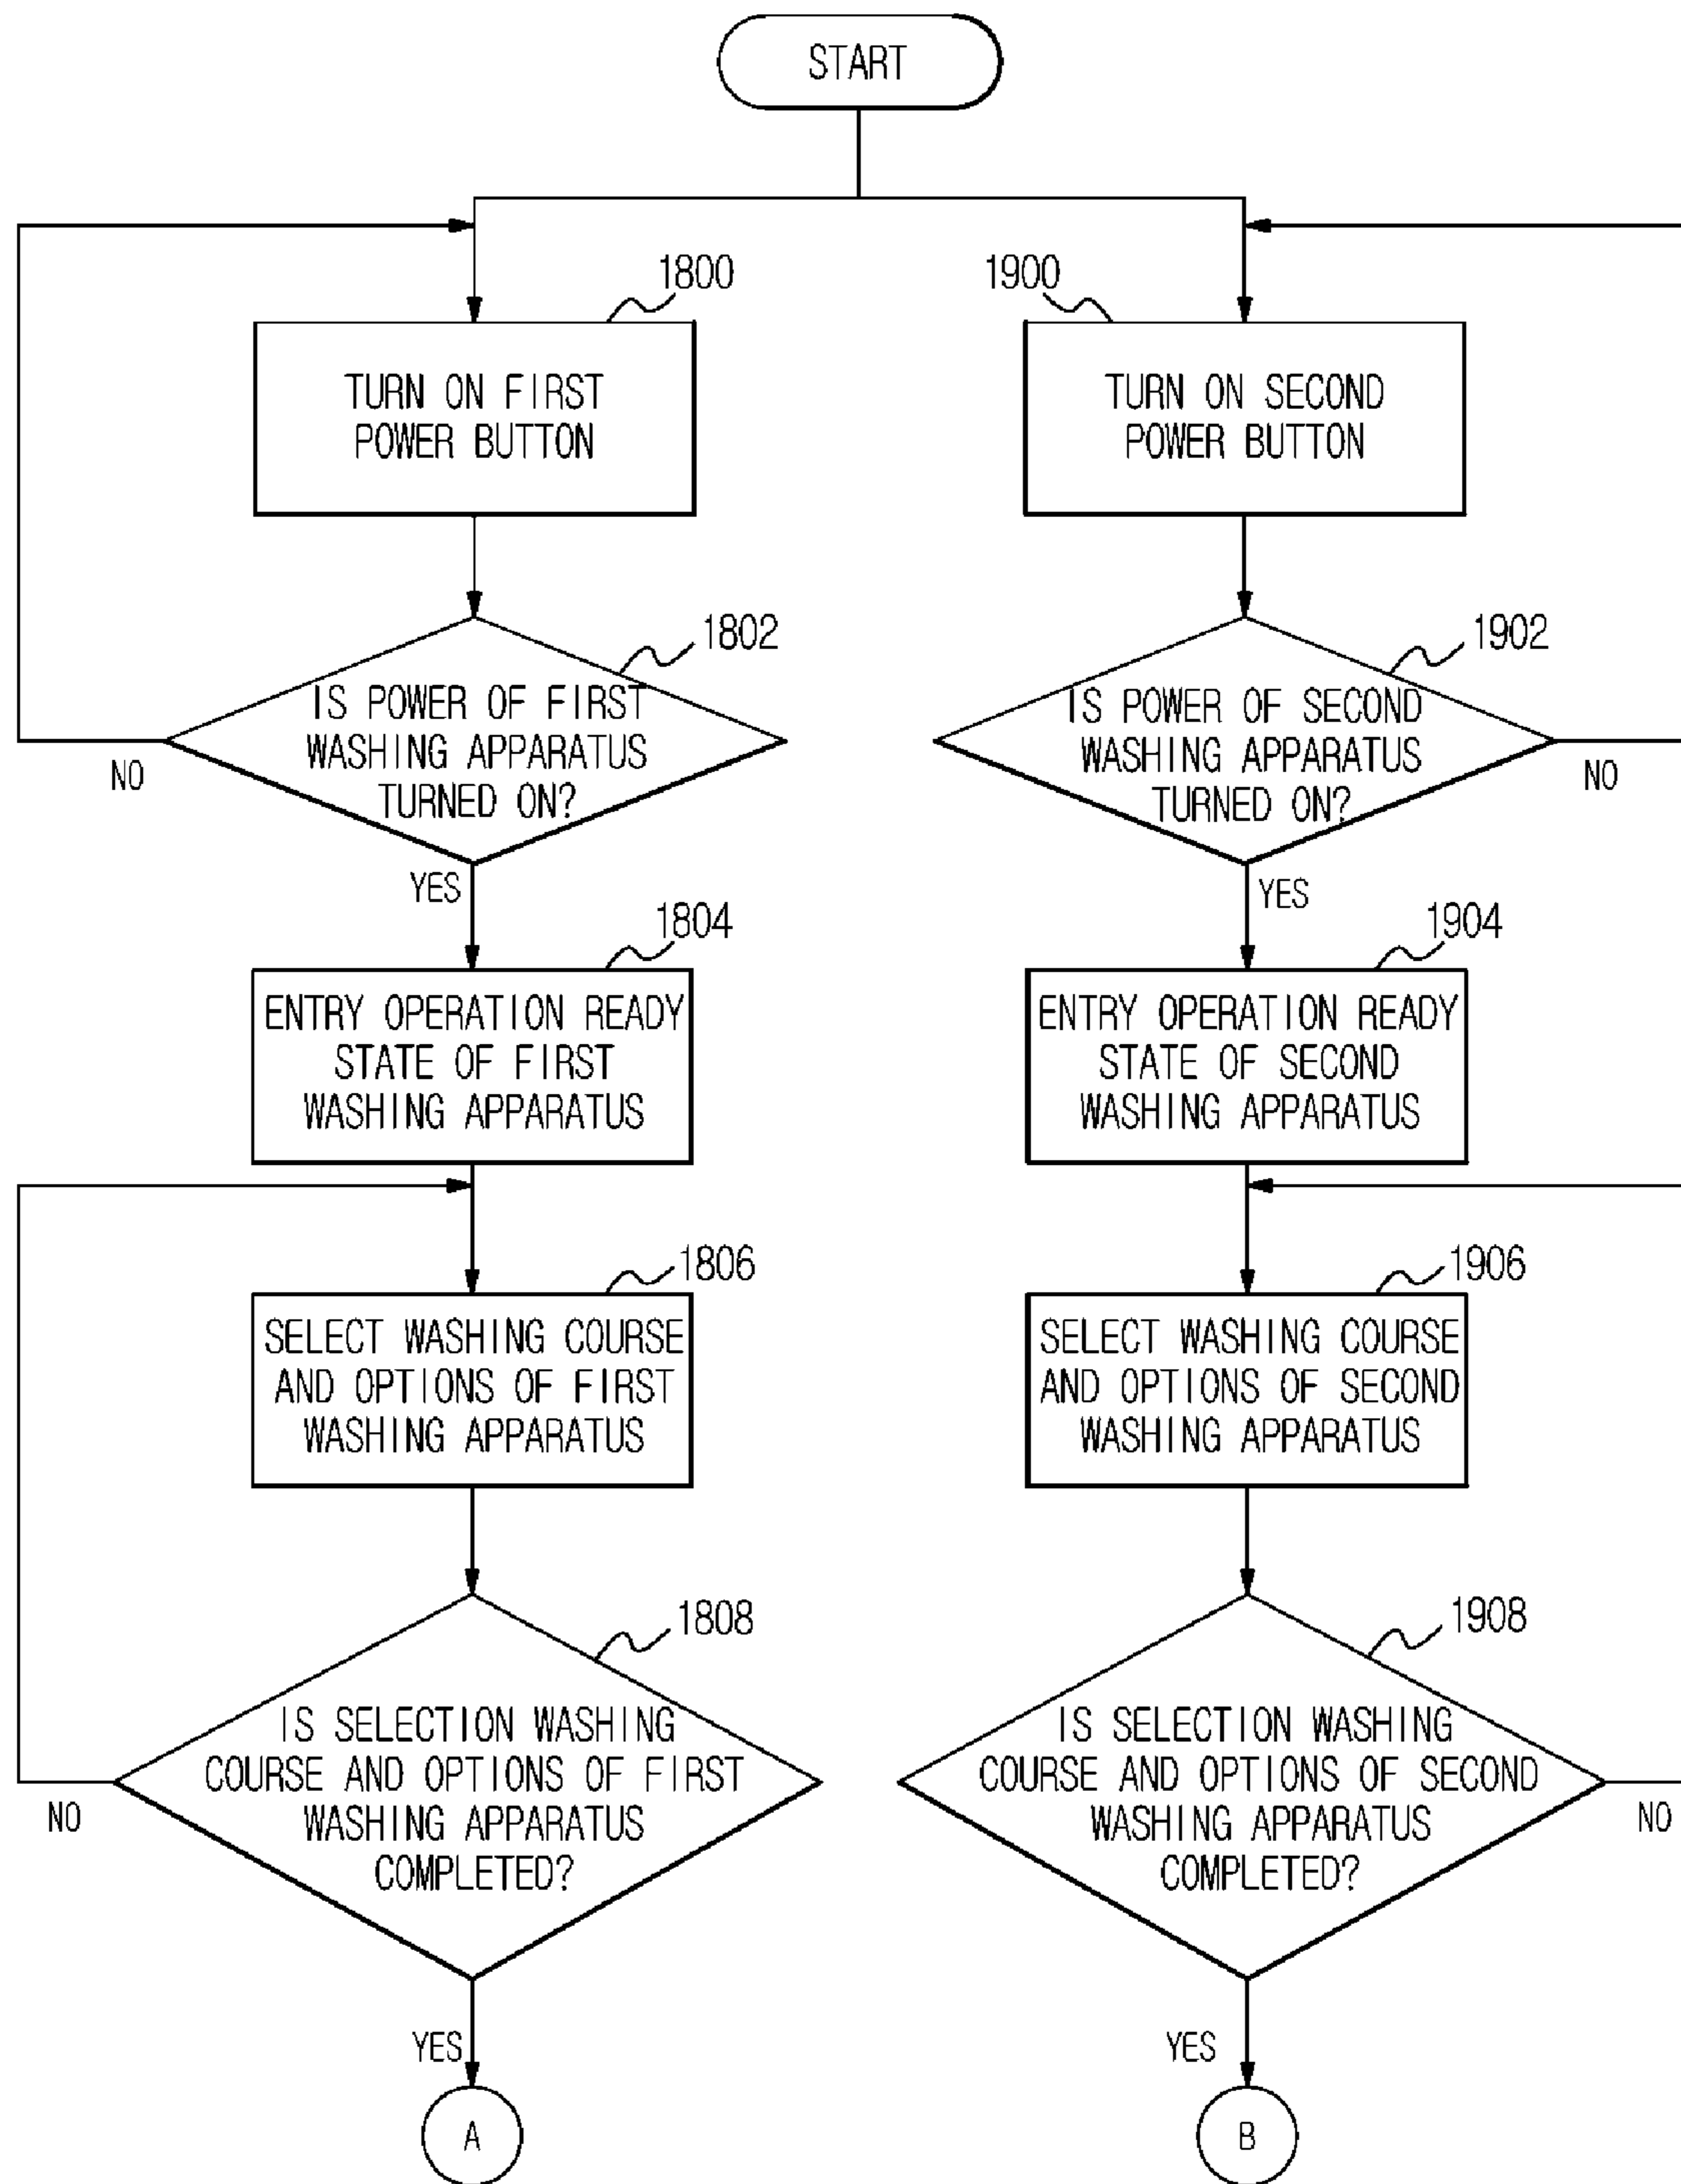 START
1800
TURN ON FIRST
POWER BUTTON
1802
IS POWER OF FIRST
WASHING APPARATUS
TURNED ON?
NO
YES
1804
ENTRY OPERATION READY
STATE OF FIRST
WASHING APPARATUS
1806
SELECT WASHING COURSE
AND OPTIONS OF FIRST
WASHING APPARATUS
1808
IS SELECTION WASHING
COURSE AND OPTIONS OF FIRST
WASHING APPARATUS
COMPLETED?
NO
YES
A
1900
TURN ON SECOND
POWER BUTTON
1902
IS POWER OF SECOND
WASHING APPARATUS
TURNED ON?
NO
YES
1904
ENTRY OPERATION READY
STATE OF SECOND
WASHING APPARATUS
1906
SELECT WASHING COURSE
AND OPTIONS OF SECOND
WASHING APPARATUS
1908
IS SELECTION WASHING
COURSE AND OPTIONS OF SECOND
WASHING APPARATUS
COMPLETED?
NO
YES
B